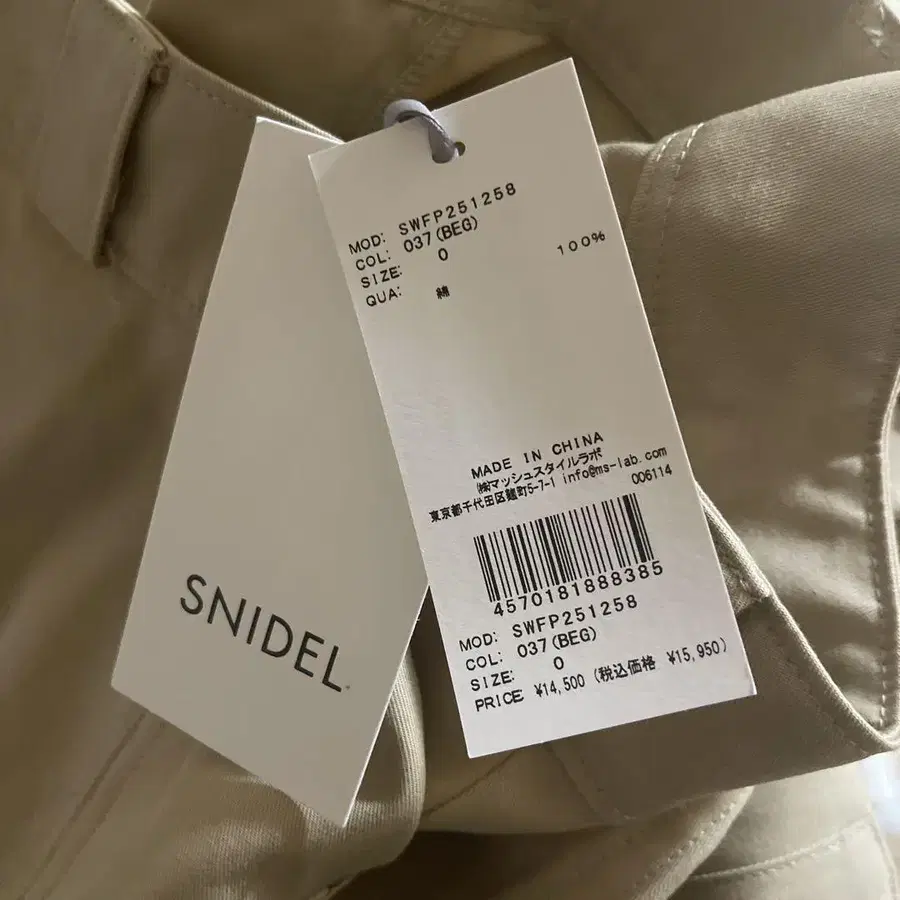 SNIDEL
MOD: SWFP251258
COL: 037(BEG)
SIZE: 0
QUA: 綿 100%
MADE IN CHINA
㈱マッシュスタイルラボ
東京都千代田区麹町5-7-1 info@ms-lab.com
006114
4570181888385
MOD: SWFP251258
COL: 037(BEG)
SIZE: 0
PRICE: ¥14,500 (税込価格 ¥15,950)